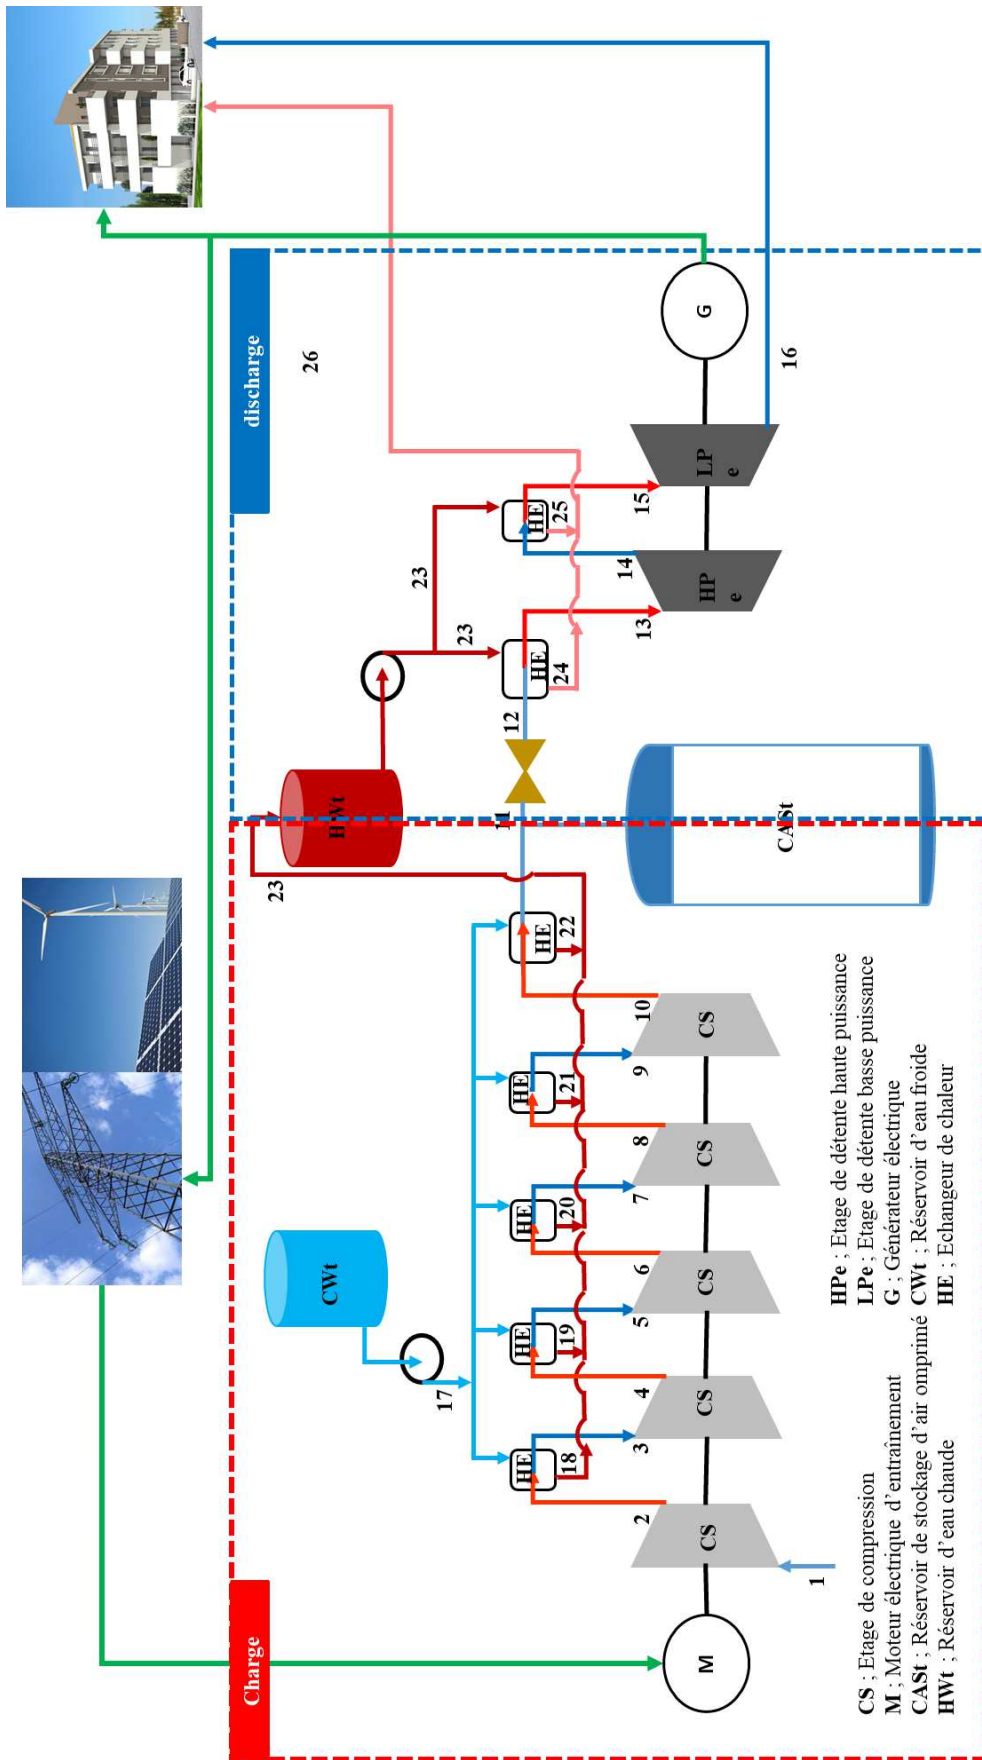 Charge
discharge
26
HWt
CWt
23
23
23
17
HE
HE
HE
HE
HE
HE
HE
18
19
20
21
22
11
12
24
25
1
2
3
4
5
6
7
8
9
10
13
14
15
16
M
CS
CS
CS
CS
CS
CASt
HP
e
LP
e
G
CS ; Etage de compression
M ; Moteur électrique d'entraînement
CASt ; Réservoir de stockage d'air omprimé
HWt ; Réservoir d'eau chaude
HPe ; Etage de détente haute puissance
LPe ; Etage de détente basse puissance
G ; Générateur électrique
CWt ; Réservoir d'eau froide
HE ; Echangeur de chaleur